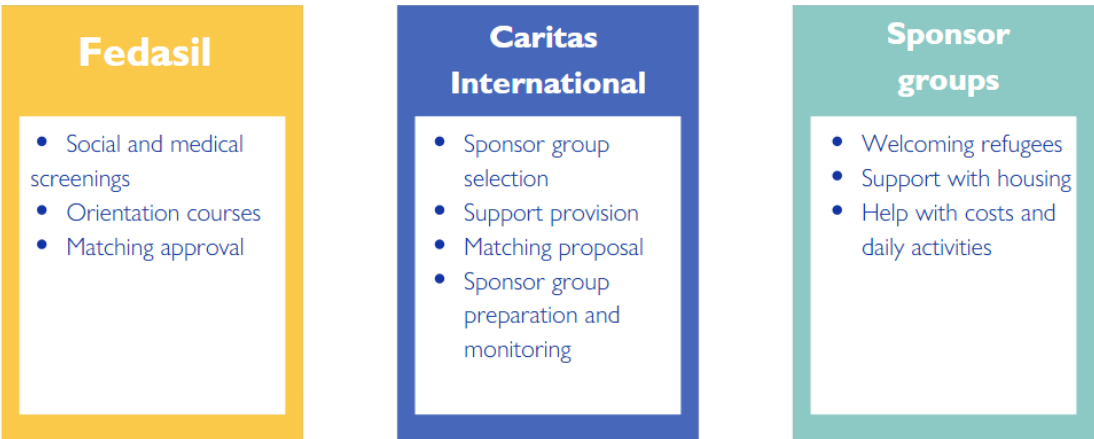 Fedasil
• Social and medical
screenings
• Orientation courses
• Matching approval
Caritas
International
• Sponsor group
selection
• Support provision
• Matching proposal
• Sponsor group
preparation and
monitoring
Sponsor
groups
• Welcoming refugees
• Support with housing
• Help with costs and
daily activities